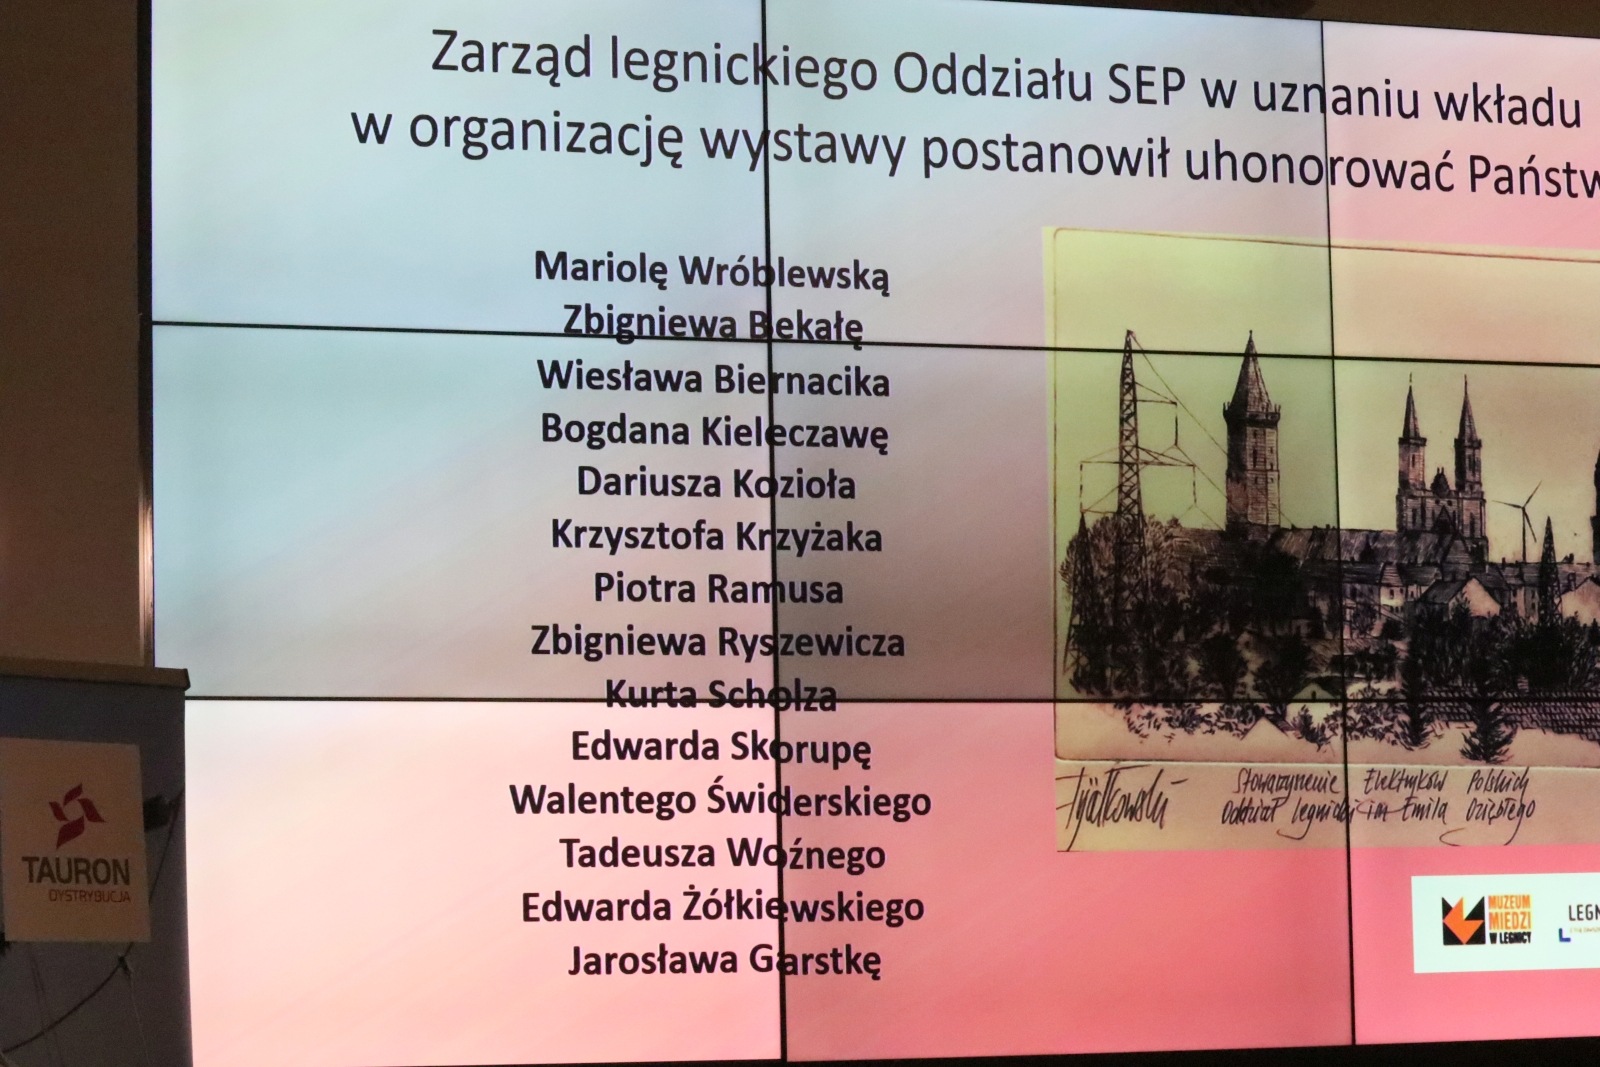 Zarząd legnickiego Oddziału SEP w uznaniu wkładu
w organizację wystawy postanowił uhonorować Państw
Mariolę Wróblewską
Zbigniewa Bekałę
Wiesława Biernacika
Bogdana Kieleczawę
Dariusza Kozioła
Krzysztofa Krzyżaka
Piotra Ramusa
Zbigniewa Ryszewicza
Kurta Scholza
Edwarda Skorupę
Walentego Świderskiego
Tadeusza Woźnego
Edwarda Żółkiewskiego
Jarosława Garstkę
Stowarzyszenie Elektryków Polskich
Oddział Legnicki im Emila Dziębłego
TAURON
DYSTRYBUCJA
MUZEUM
MIEDZI
W LEGNICY
LEGN